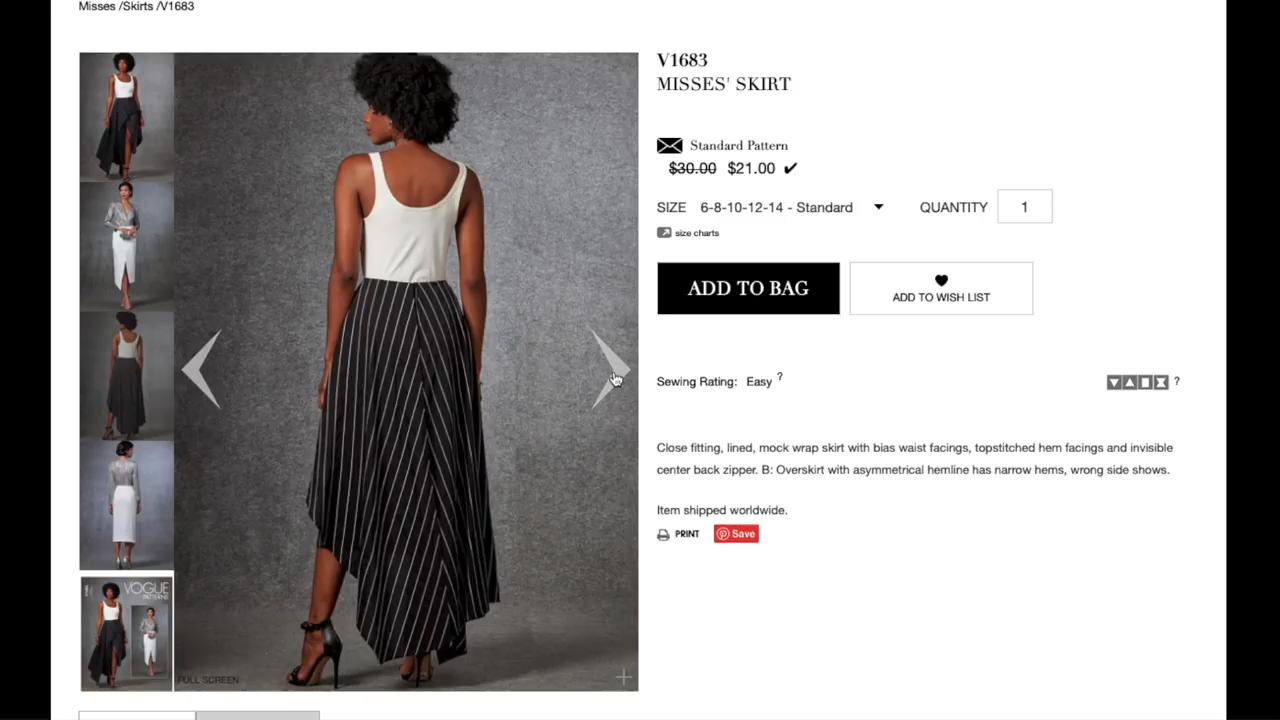 Misses /Skirts /V1683
V1683
MISSES' SKIRT
Standard Pattern
$30.00 $21.00 ✔
SIZE 6-8-10-12-14 - Standard QUANTITY 1
size charts
ADD TO BAG
ADD TO WISH LIST
Sewing Rating: Easy ?
?
Close fitting, lined, mock wrap skirt with bias waist facings, topstitched hem facings and invisible
center back zipper. B: Overskirt with asymmetrical hemline has narrow hems, wrong side shows.
Item shipped worldwide.
PRINT Save
VOGUE
PATTERNS
FULL SCREEN